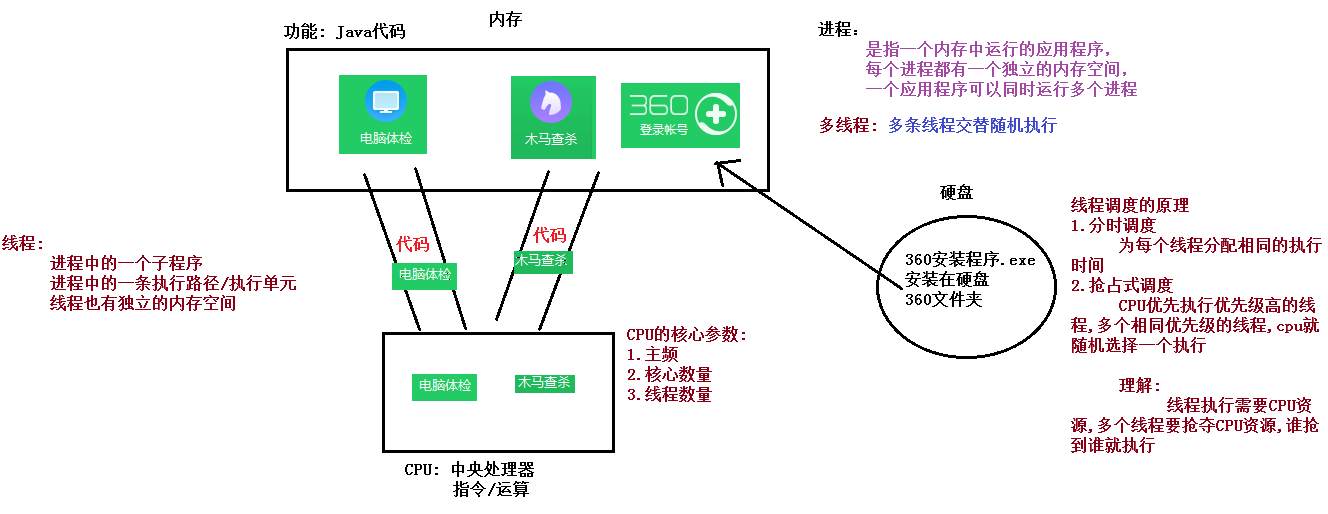 内存
功能: Java代码
电脑体检
木马查杀
360
登录帐号
进程:
是指一个内存中运行的应用程序,
每个进程都有一个独立的内存空间,
一个应用程序可以同时运行多个进程
多线程: 多条线程交替随机执行
线程:
进程中的一个子程序
进程中的一条执行路径/执行单元
线程也有独立的内存空间
代码
电脑体检
代码
木马查杀
硬盘
360安装程序.exe
安装在硬盘
360文件夹
线程调度的原理
1.分时调度
为每个线程分配相同的执行
时间
2.抢占式调度
CPU优先执行优先级高的线
程,多个相同优先级的线程,cpu就
随机选择一个执行
理解:
线程执行需要CPU资
源,多个线程要抢夺CPU资源,谁抢
到谁就执行
CPU的核心参数:
1.主频
2.核心数量
3.线程数量
电脑体检
木马查杀
CPU: 中央处理器
指令/运算